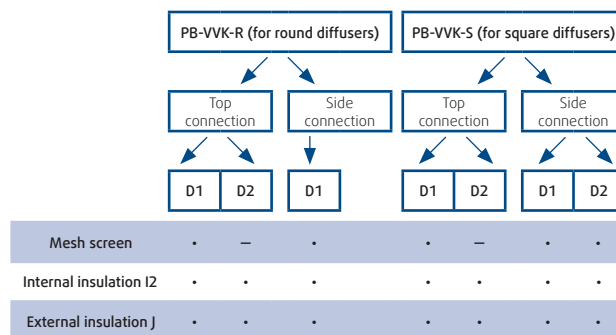 PB-VVK-R (for round diffusers) PB-VVK-S (for square diffusers)
Top connection Side connection Top connection Side connection
D1 D2 D1 D1 D2 D1 D2
Mesh screen • – • • – • •
Internal insulation I2 • • • • • • •
External insulation J • • • • • • •